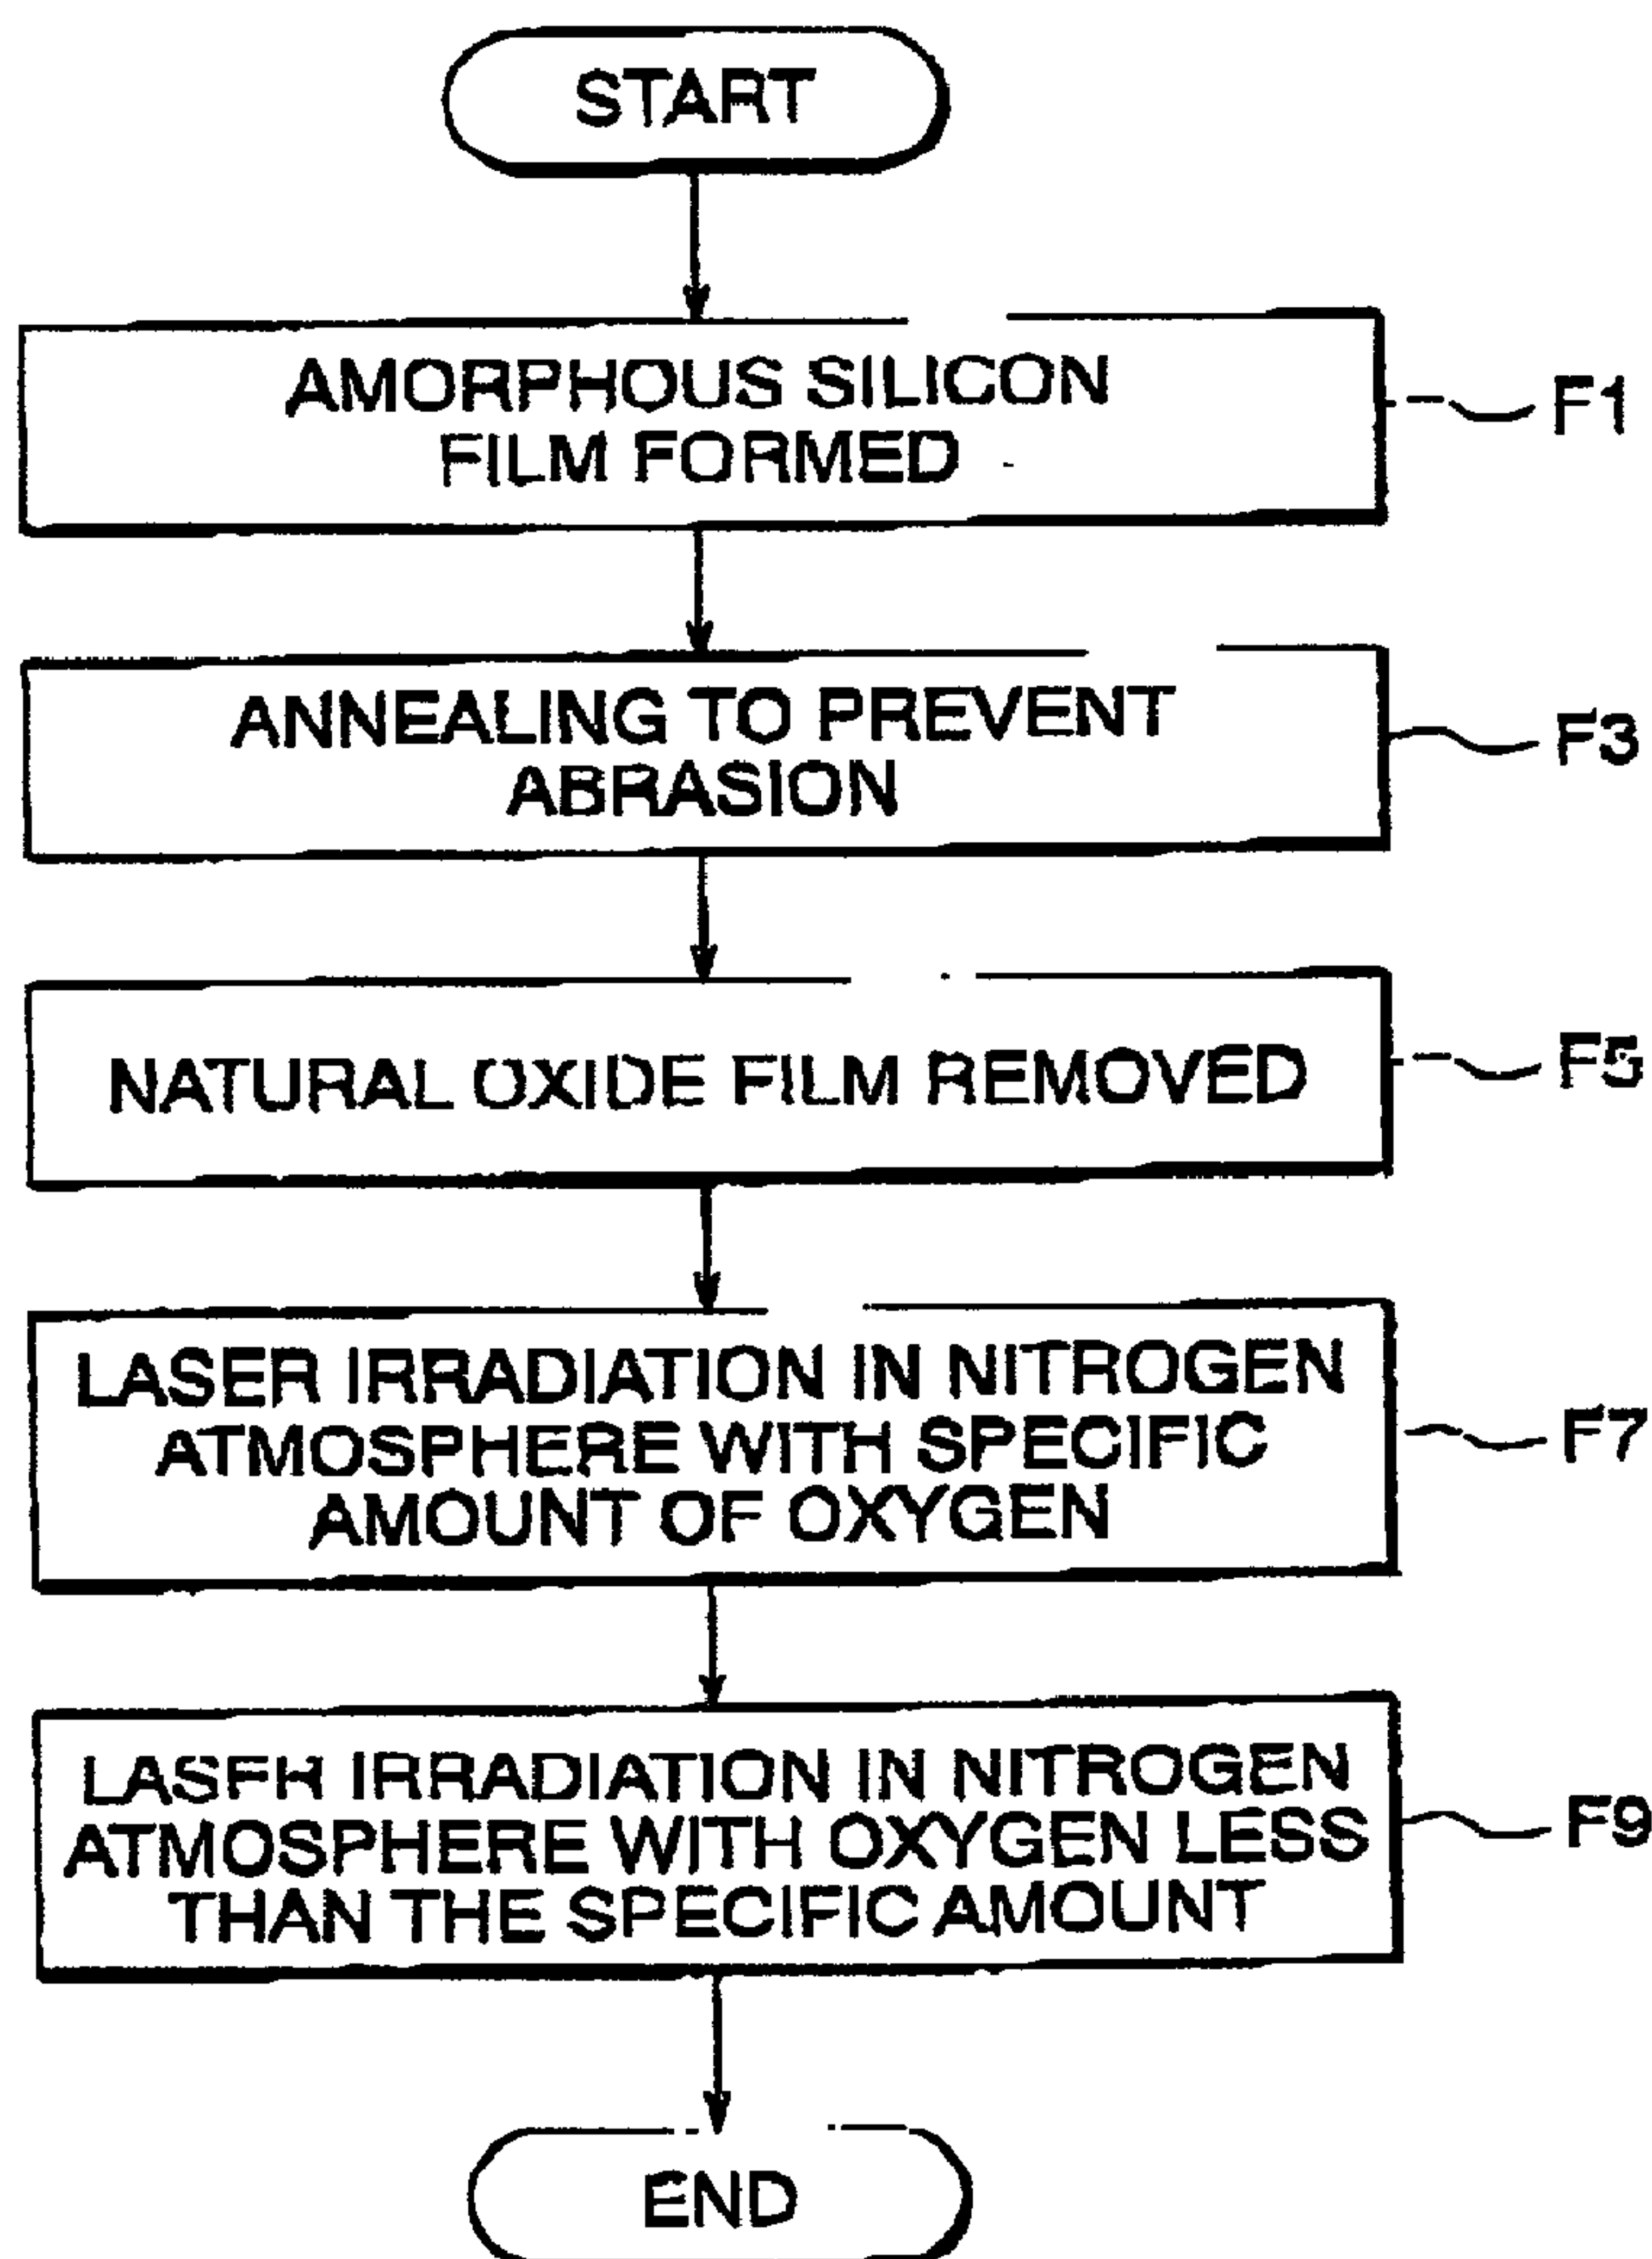 START
AMORPHOUS SILICON
FILM FORMED
F1
ANNEALING TO PREVENT
ABRASION
F3
NATURAL OXIDE FILM REMOVED
F5
LASER IRRADIATION IN NITROGEN
ATMOSPHERE WITH SPECIFIC
AMOUNT OF OXYGEN
F7
LASER IRRADIATION IN NITROGEN
ATMOSPHERE WITH OXYGEN LESS
THAN THE SPECIFIC AMOUNT
F9
END